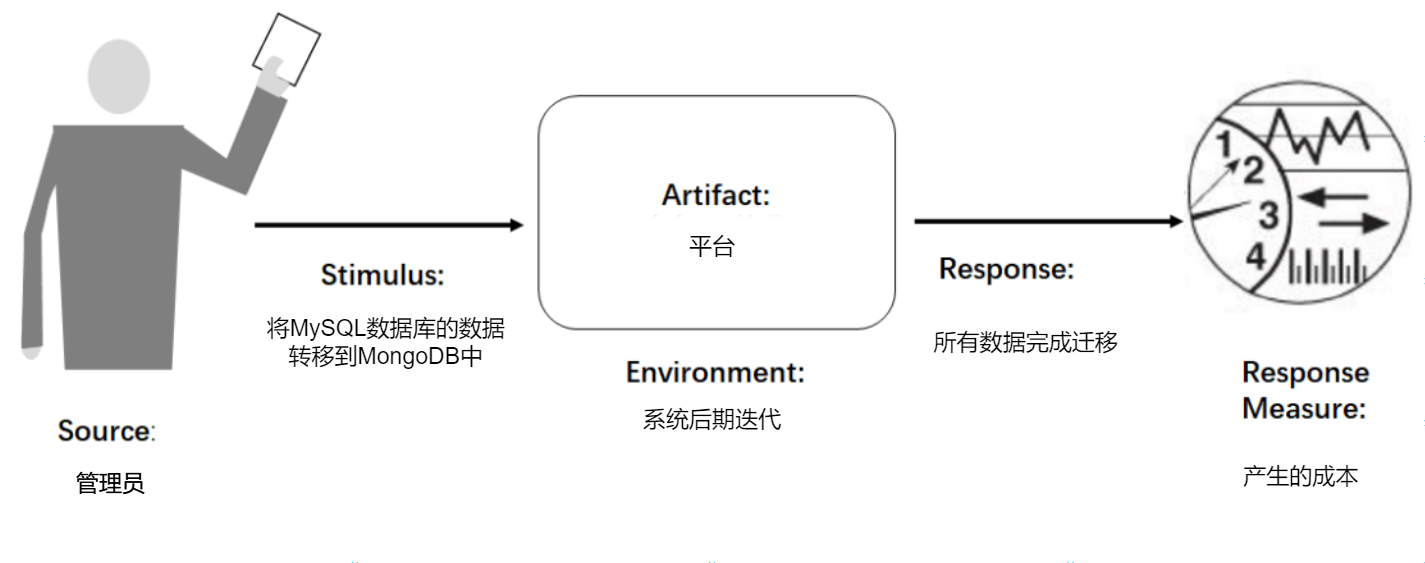 Source:
管理员
Stimulus:
将MySQL数据库的数据
转移到MongoDB中
Artifact:
平台
Environment:
系统后期迭代
Response:
所有数据完成迁移
1
2
3
4
Response
Measure:
产生的成本